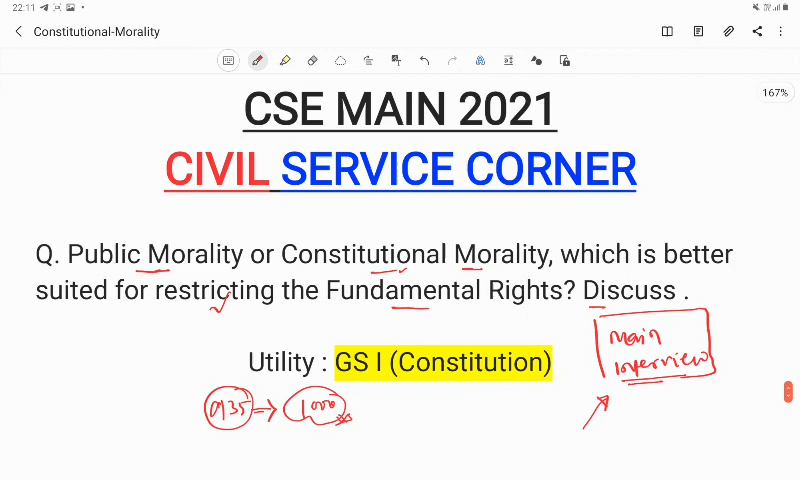 22:11
Constitutional-Morality
167%
CSE MAIN 2021
CIVIL SERVICE CORNER
Q. Public Morality or Constitutional Morality, which is better
suited for restricting the Fundamental Rights? Discuss .
Main
Interview
Utility : GS I (Constitution)
1000